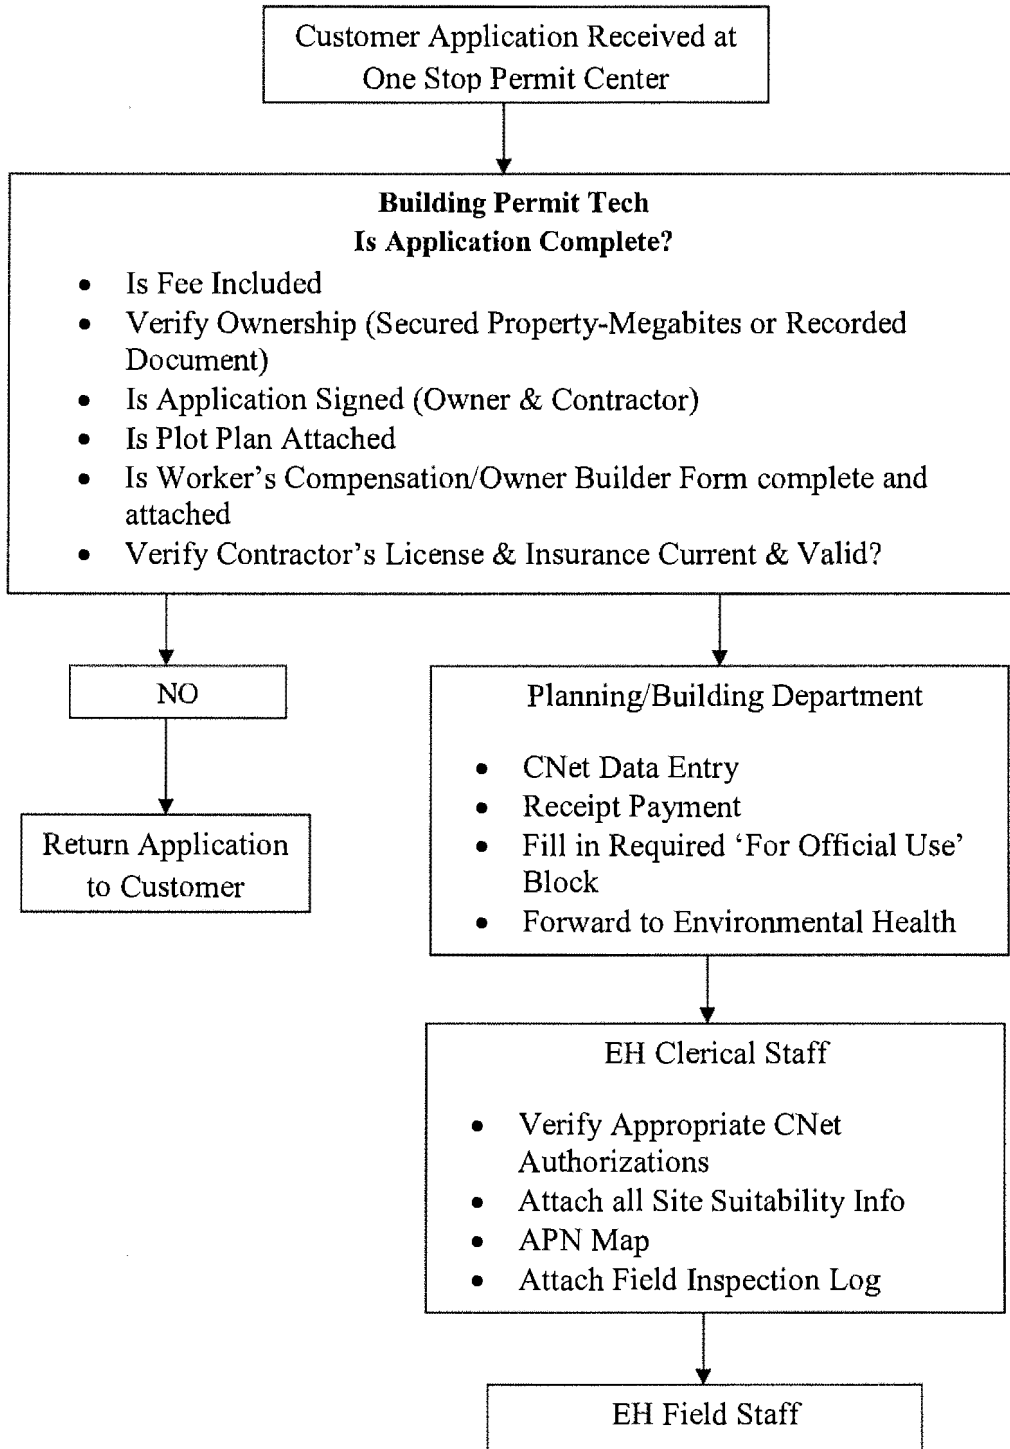 Customer Application Received at
One Stop Permit Center
Building Permit Tech
Is Application Complete?
• Is Fee Included
• Verify Ownership (Secured Property-Megabites or Recorded
Document)
• Is Application Signed (Owner & Contractor)
• Is Plot Plan Attached
• Is Worker’s Compensation/Owner Builder Form complete and
attached
• Verify Contractor’s License & Insurance Current & Valid?
NO
Return Application
to Customer
Planning/Building Department
• CNet Data Entry
• Receipt Payment
• Fill in Required ‘For Official Use’
Block
• Forward to Environmental Health
EH Clerical Staff
• Verify Appropriate CNet
Authorizations
• Attach all Site Suitability Info
• APN Map
• Attach Field Inspection Log
EH Field Staff